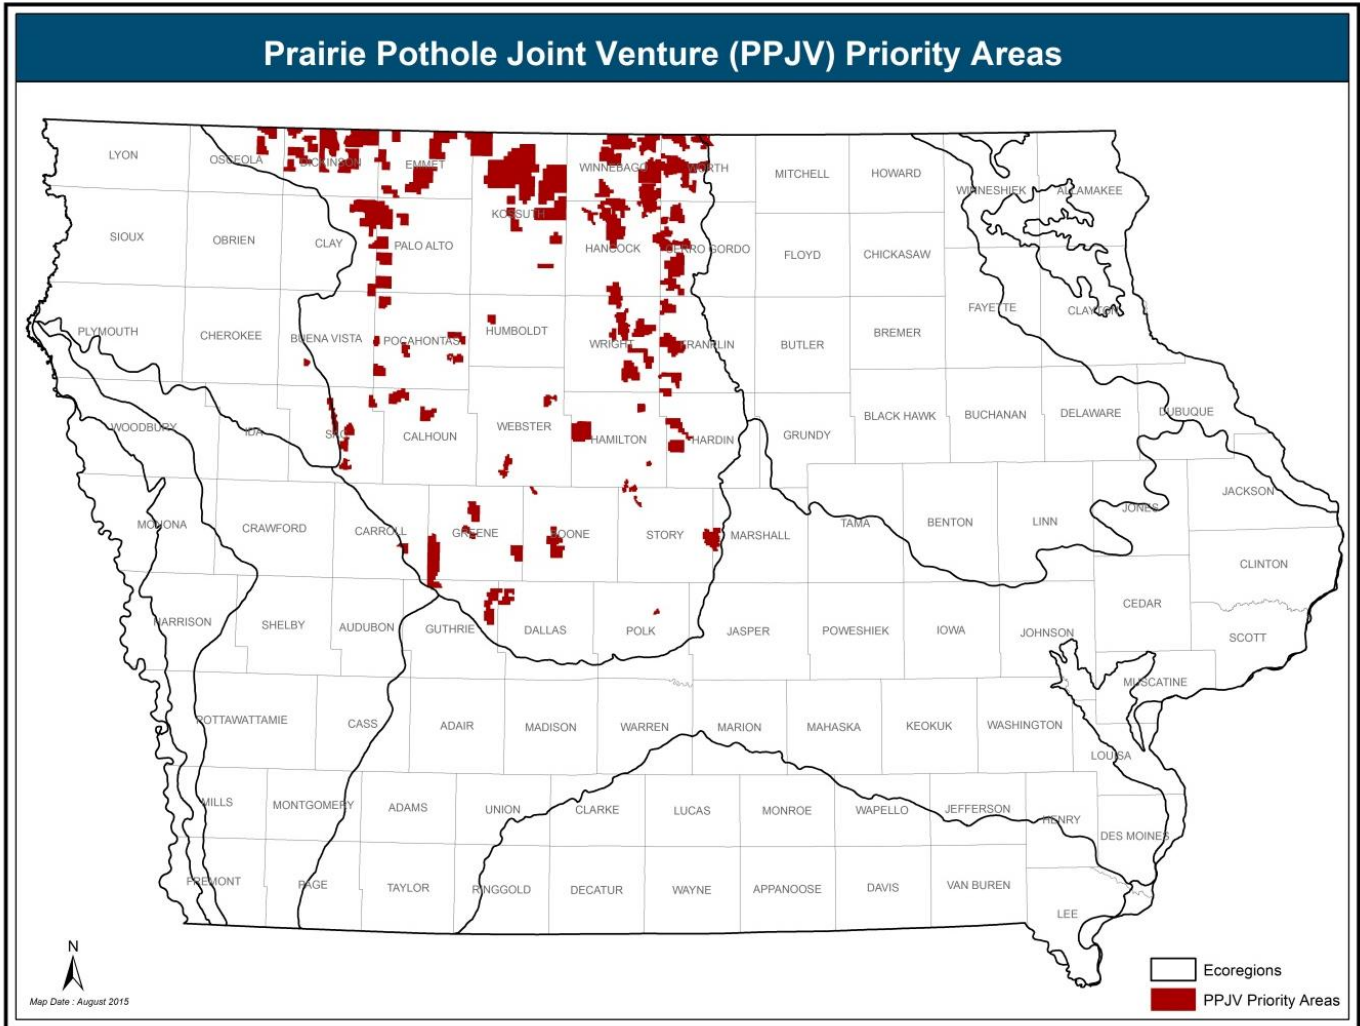 Prairie Pothole Joint Venture (PPJV) Priority Areas
LYON
OSCEOLA
DICKINSON
EMMET
WINNEBAGO
WORTH
MITCHELL
HOWARD
WINNESHIEK
ALLAMAKEE
KOSSUTH
SIOUX
OBRIEN
CLAY
PALO ALTO
HANCOCK
CERRO GORDO
FLOYD
CHICKASAW
FAYETTE
CLAYTON
PLYMOUTH
CHEROKEE
BUENA VISTA
POCAHONTAS
HUMBOLDT
WRIGHT
FRANKLIN
BUTLER
BREMER
WOODBURY
IDA
SAC
CALHOUN
WEBSTER
HAMILTON
HARDIN
GRUNDY
BLACK HAWK
BUCHANAN
DELAWARE
DUBUQUE
MONONA
CRAWFORD
CARROLL
GREENE
BOONE
STORY
MARSHALL
TAMA
BENTON
LINN
JONES
JACKSON
CLINTON
HARRISON
SHELBY
AUDUBON
GUTHRIE
DALLAS
POLK
JASPER
POWESHIEK
IOWA
JOHNSON
CEDAR
SCOTT
MUSCATINE
POTTAWATTAMIE
CASS
ADAIR
MADISON
WARREN
MARION
MAHASKA
KEOKUK
WASHINGTON
LOUISA
MILLS
MONTGOMERY
ADAMS
UNION
CLARKE
LUCAS
MONROE
WAPELLO
JEFFERSON
HENRY
DES MOINES
FREMONT
PAGE
TAYLOR
RINGGOLD
DECATUR
WAYNE
APPANOOSE
DAVIS
VAN BUREN
LEE
N
Map Date : August 2015
Ecoregions
PPJV Priority Areas